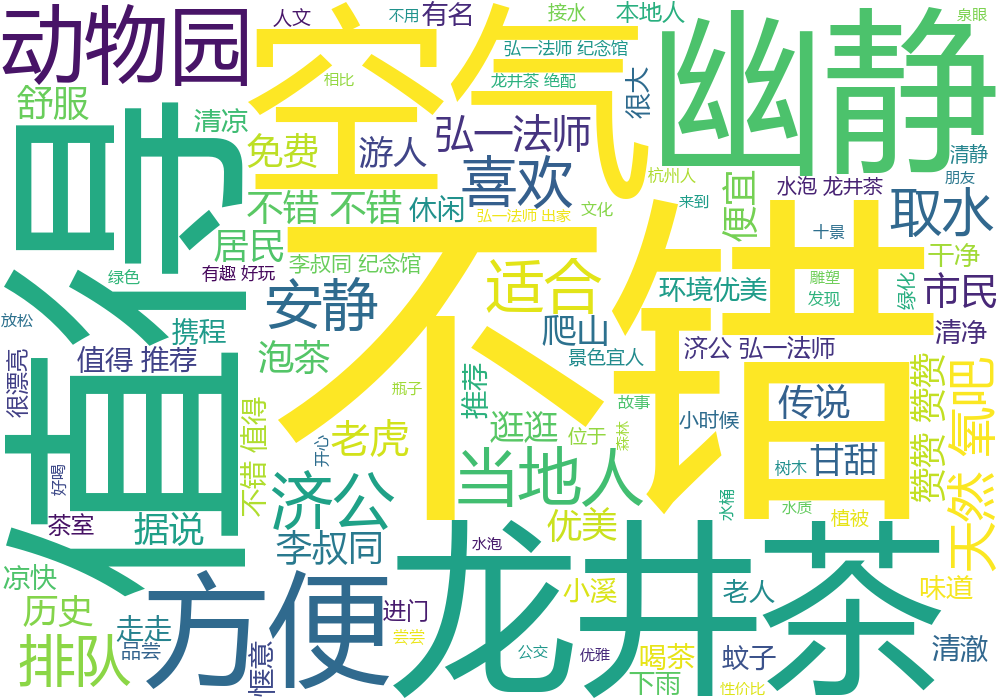 动物园
空气
幽静
人文
不用
有名
接水
本地人
泉眼
弘一法师 纪念馆
相比
龙井茶 绝配
很大
舒服
清凉
免费
游人
弘一法师
喜欢
杭州人
清静
朋友
水泡 龙井茶
取水
便宜
来到
不错 不错
休闲
弘一法师 出家
文化
十景
值得
不错
居民
李叔同 纪念馆
有趣 好玩
绿色
安静
适合
环境优美
雕塑
发现
绿化
干净
市民
放松
携程
爬山
清净
景色宜人
济公 弘一法师
值得 推荐
泡茶
很漂亮
推荐
瓶子
故事
传说
赞赞 赞赞
天然 氧吧
小时候
不错 值得
老虎
逛逛
位于
森林
开心
好喝
济公
当地人
树木
甘甜
水桶
水质
植被
茶室
据说
优美
李叔同
水泡
龙井茶
凉快
方便
小溪
老人
味道
历史
进门
走走
品尝
尝尝
排队
惬意
公交
优雅
喝茶
下雨
蚊子
清澈
性价比